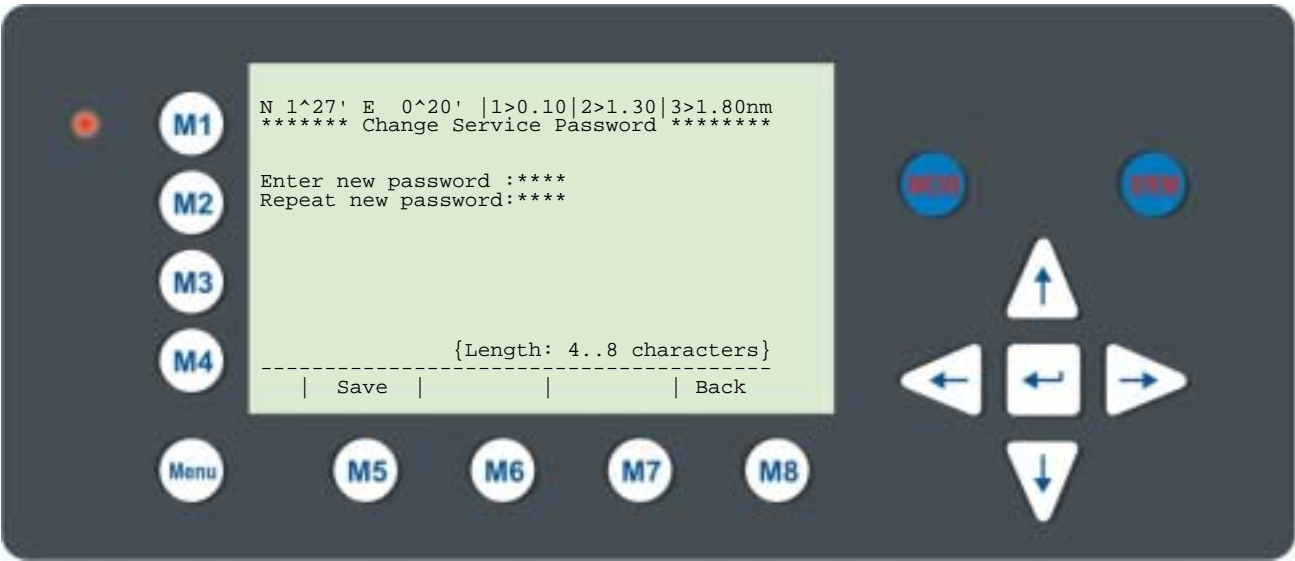 N 1^27' E  0^20' |1>0.10|2>1.30|3>1.80nm
******* Change Service Password ********
Enter new password :****
Repeat new password:****
{Length: 4..8 characters}
----------------------------------------
| Save | | | Back
M1
M2
M3
M4
Menu
M5
M6
M7
M8